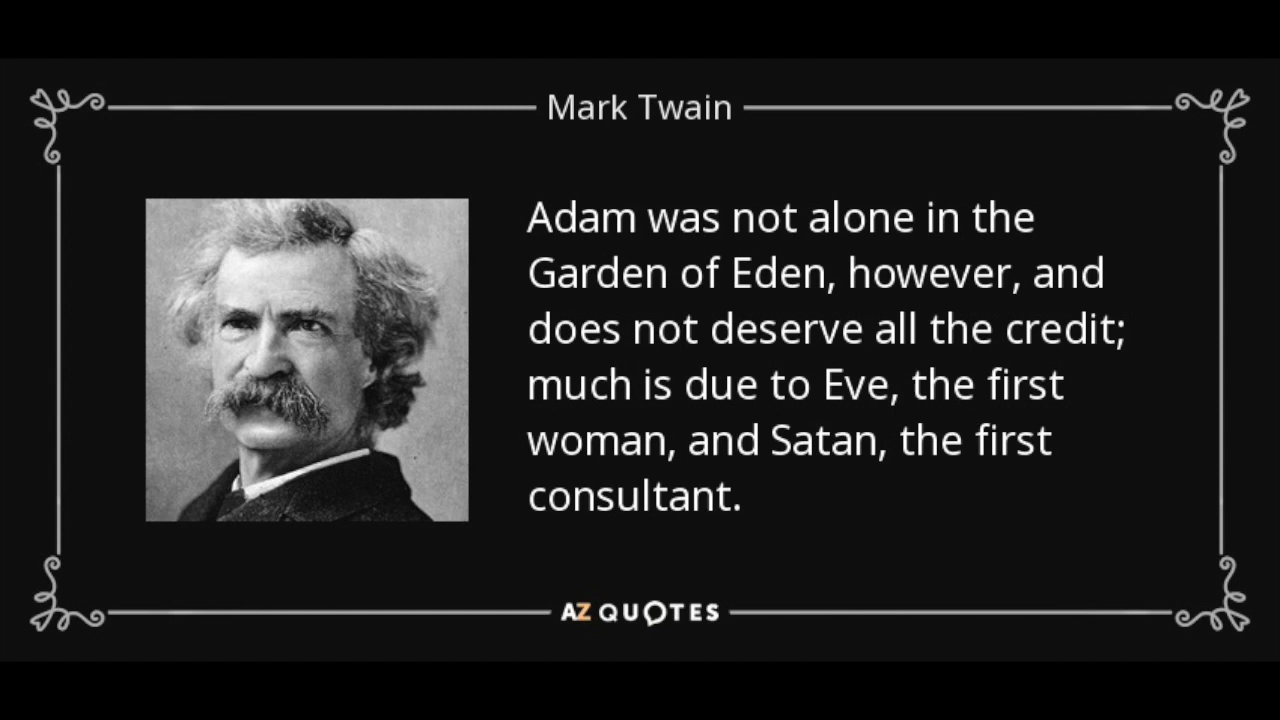 Mark Twain
Adam was not alone in the
Garden of Eden, however, and
does not deserve all the credit;
much is due to Eve, the first
woman, and Satan, the first
consultant.
AZ QUOTES